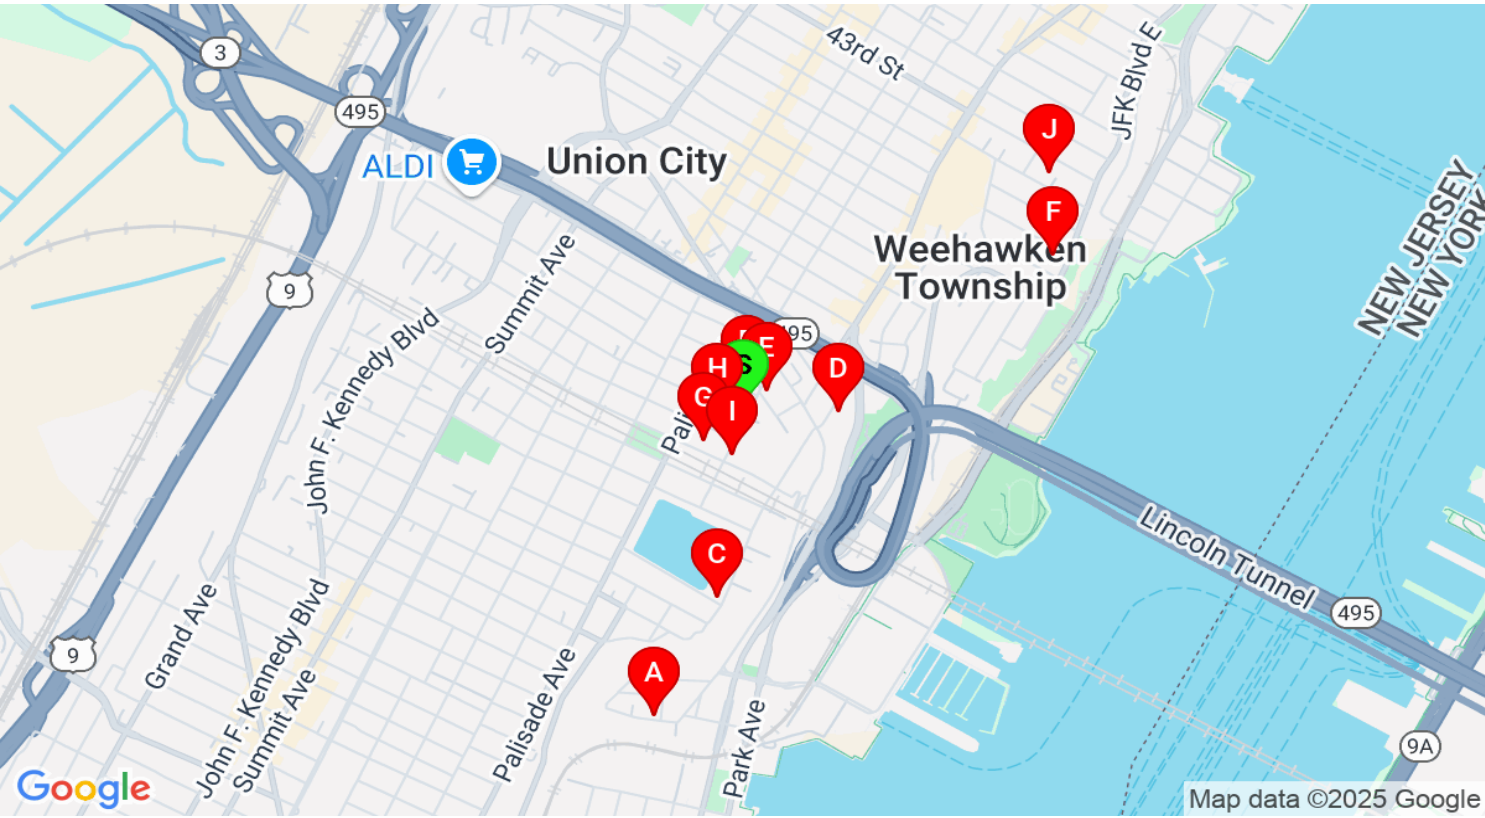 3
43rd St
JFK Blvd E
495
J
ALDI
Union City
NEW JERSEY
NEW YORK
F
Weehawken
Township
9
Summit Ave
John F. Kennedy Blvd
E
H
S
D
G
I
Lincoln Tunnel
C
495
Grand Ave
John F. Kennedy Blvd
Summit Ave
9
Palisade Ave
A
Park Ave
9A
Google
Map data ©2025 Google